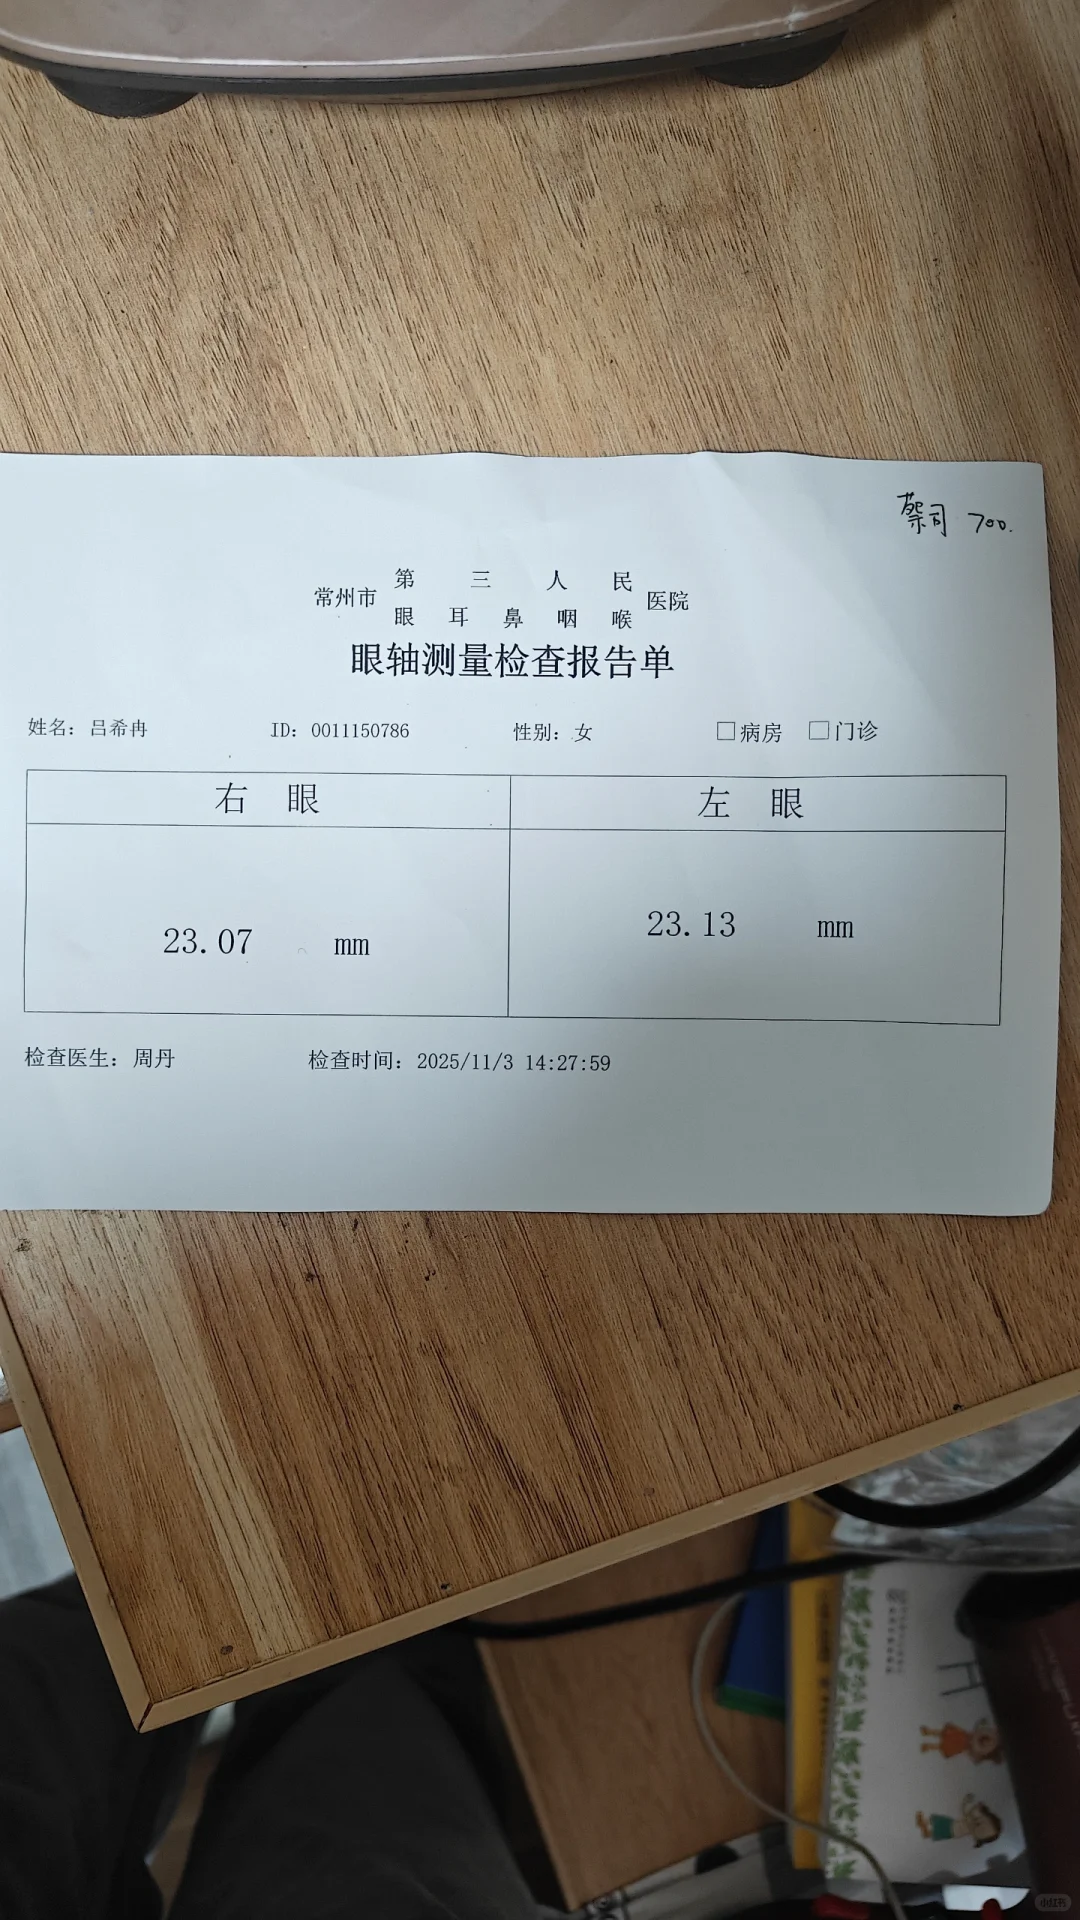 蔡司 700.
常州市 第三人民 医院
眼耳鼻咽喉
眼轴测量检查报告单
姓名: 吕希冉 ID: 0011150786 性别: 女 □病房 □门诊
右 眼 左 眼
23.07 mm 23.13 mm
检查医生: 周丹 检查时间: 2025/11/3 14:27:59
小红书